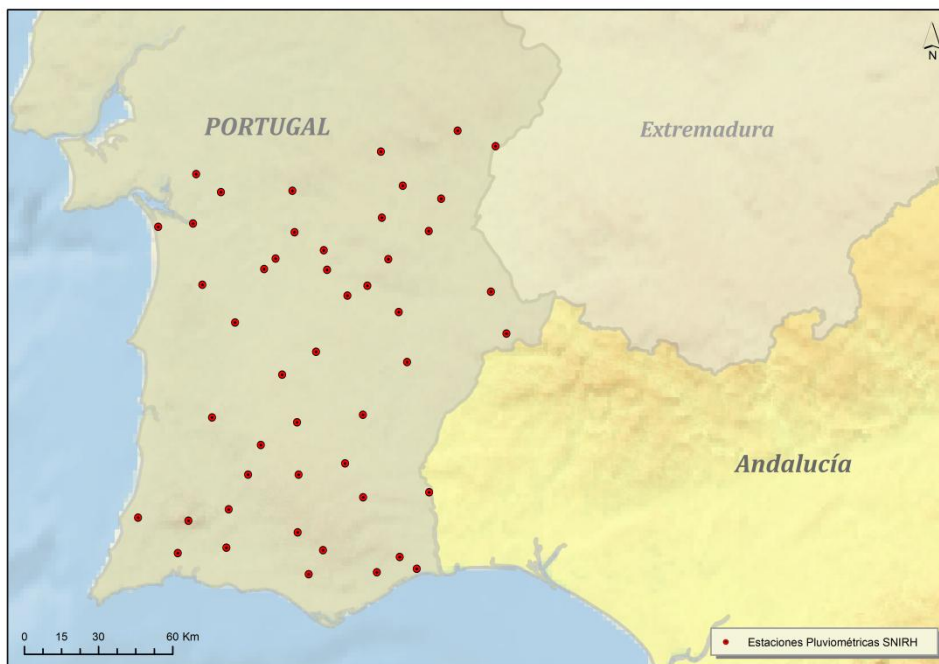 N
PORTUGAL
Extremadura
Andalucía
0 15 30 60 Km
Estaciones Pluviométricas SNIRH